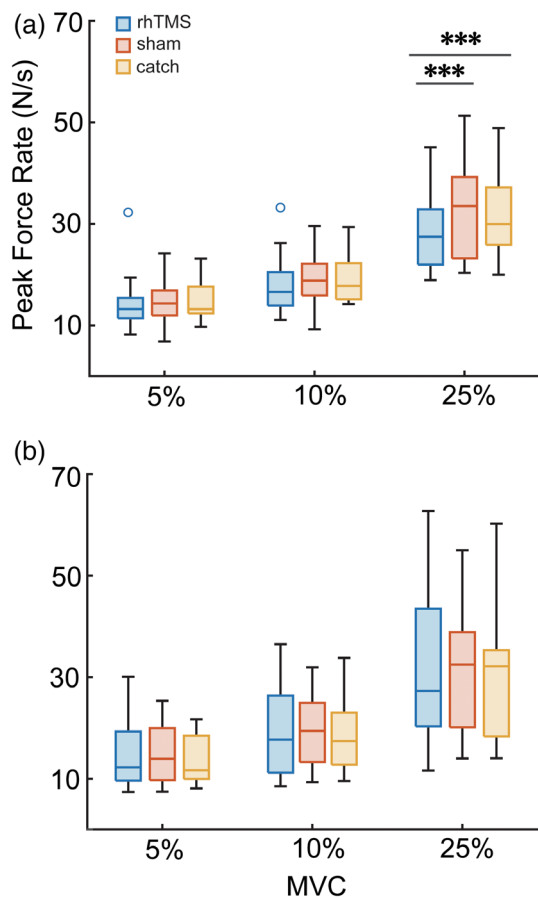 (a)
rhTMS
sham
catch
Peak Force Rate (N/s)
70
50
30
10
***
***
5% 10% 25%
(b)
70
50
30
10
5% 10% 25%
MVC